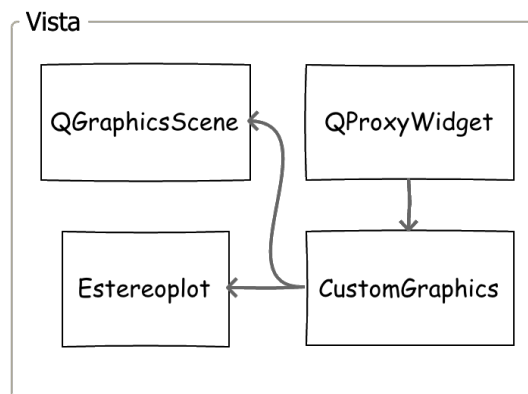 Vista
QGraphicsScene
QProxyWidget
Estereoplot
CustomGraphics